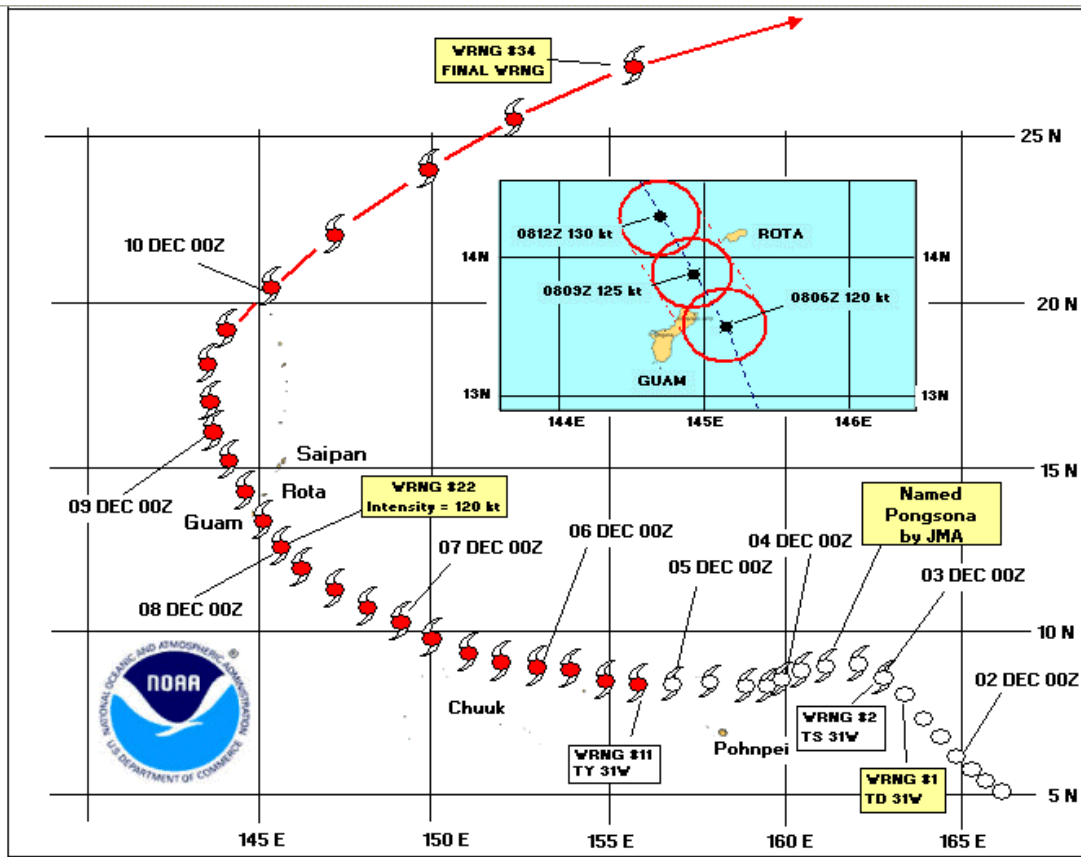 WRNG #34
FINAL WRNG
25 N
10 DEC 00Z
0812Z 130 kt
ROTA
14N
14N
0809Z 125 kt
0806Z 120 kt
20 N
GUAM
13N
13N
144E
145E
146E
Saipan
15 N
09 DEC 00Z
Rota
WRNG #22
Intensity = 120 kt
Named
Pongsona
by JMA
Guam
06 DEC 00Z
04 DEC 00Z
07 DEC 00Z
05 DEC 00Z
03 DEC 00Z
08 DEC 00Z
10 N
NATIONAL OCEANIC AND ATMOSPHERIC ADMINISTRATION
NOAA
U.S. DEPARTMENT OF COMMERCE
02 DEC 00Z
Chuuk
WRNG #2
TS 31W
Pohnpei
WRNG #11
TY 31W
WRNG #1
TD 31W
5 N
145 E
150 E
155 E
160 E
165 E